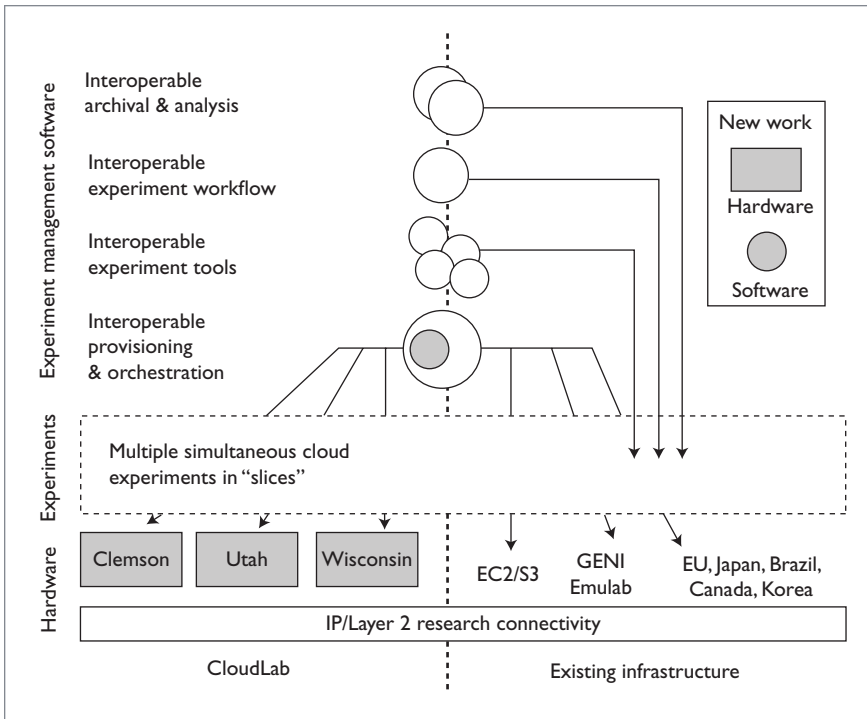 Experiment management software
Interoperable
archival & analysis
Interoperable
experiment workflow
Interoperable
experiment tools
Interoperable
provisioning
& orchestration
New work
Hardware
Software
Experiments
Multiple simultaneous cloud
experiments in “slices”
Hardware
Clemson
Utah
Wisconsin
EC2/S3
GENI
Emulab
EU, Japan, Brazil,
Canada, Korea
IP/Layer 2 research connectivity
CloudLab
Existing infrastructure